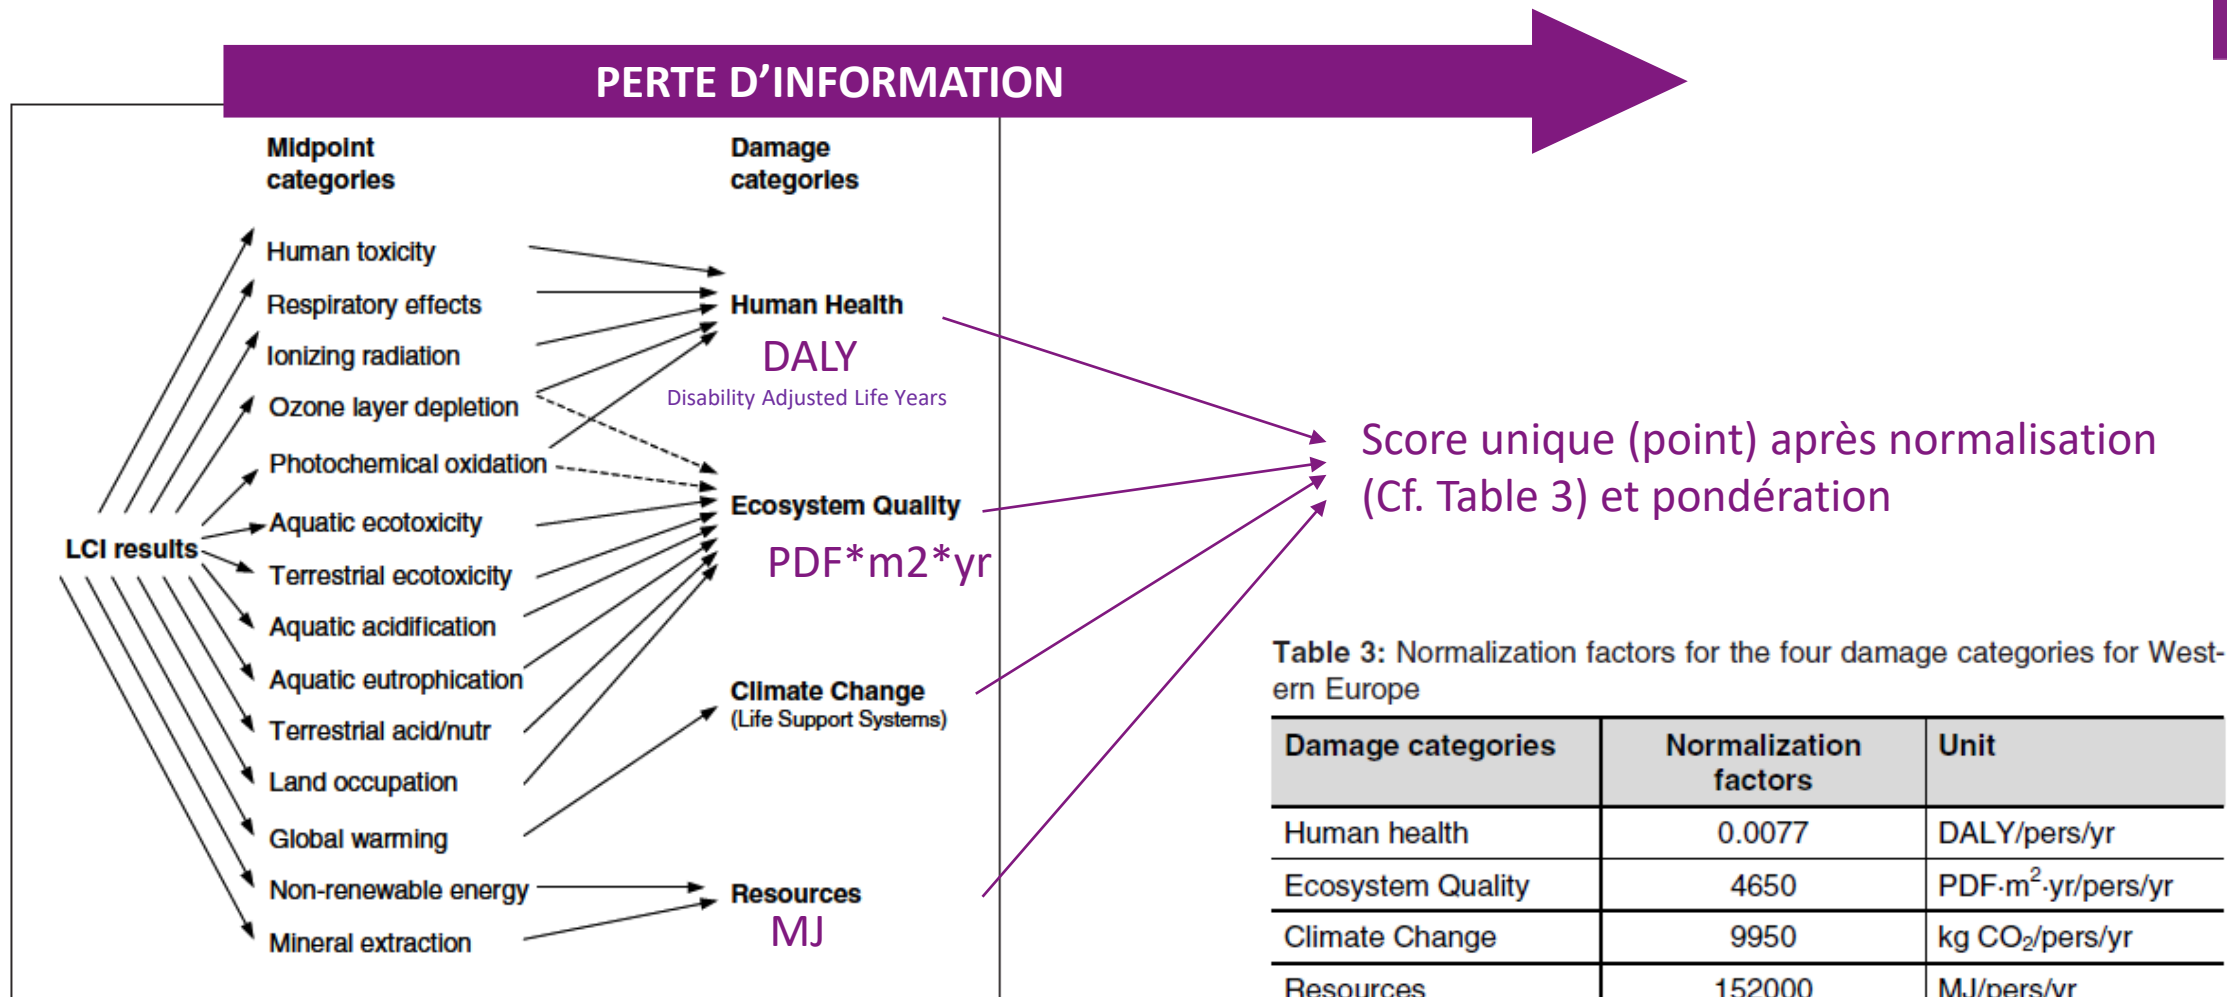 PERTE D’INFORMATION
Midpoint
categories
Damage
categories
Human toxicity
Respiratory effects
Ionizing radiation
Ozone layer depletion
Photochemical oxidation
Aquatic ecotoxicity
LCI results
Terrestrial ecotoxicity
Aquatic acidification
Aquatic eutrophication
Terrestrial acid/nutr
Land occupation
Global warming
Non-renewable energy
Mineral extraction
Human Health
DALY
Disability Adjusted Life Years
Ecosystem Quality
PDF*m2*yr
Climate Change
(Life Support Systems)
Resources
MJ
Score unique (point) après normalisation
(Cf. Table 3) et pondération
Table 3: Normalization factors for the four damage categories for West-
ern Europe
Damage categories Normalization factors Unit
Human health 0.0077 DALY/pers/yr
Ecosystem Quality 4650 PDF·m²·yr/pers/yr
Climate Change 9950 kg CO₂/pers/yr
Resources 152000 MJ/pers/yr